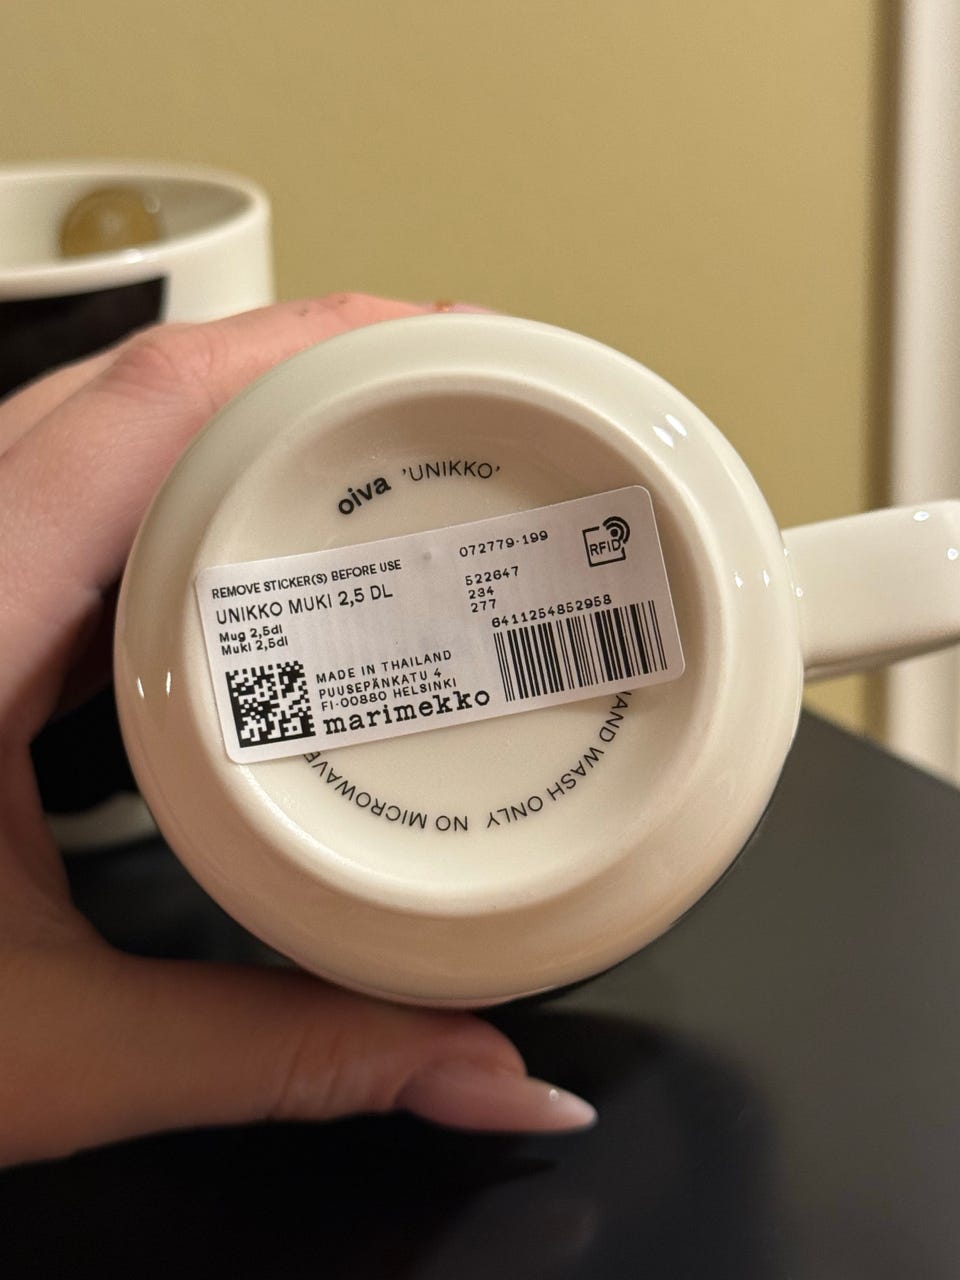 oiva 'UNIKKO'
REMOVE STICKER(S) BEFORE USE
UNIKKO MUKI 2,5 DL
Mug 2,5dl
Muki 2,5dl
072779-199
RFID
522647
234
277
6411254852958
MADE IN THAILAND
PUUSEPÄNKATU 4
FI-00880 HELSINKI
marimekko
HAND WASH ONLY NO MICROWAVE